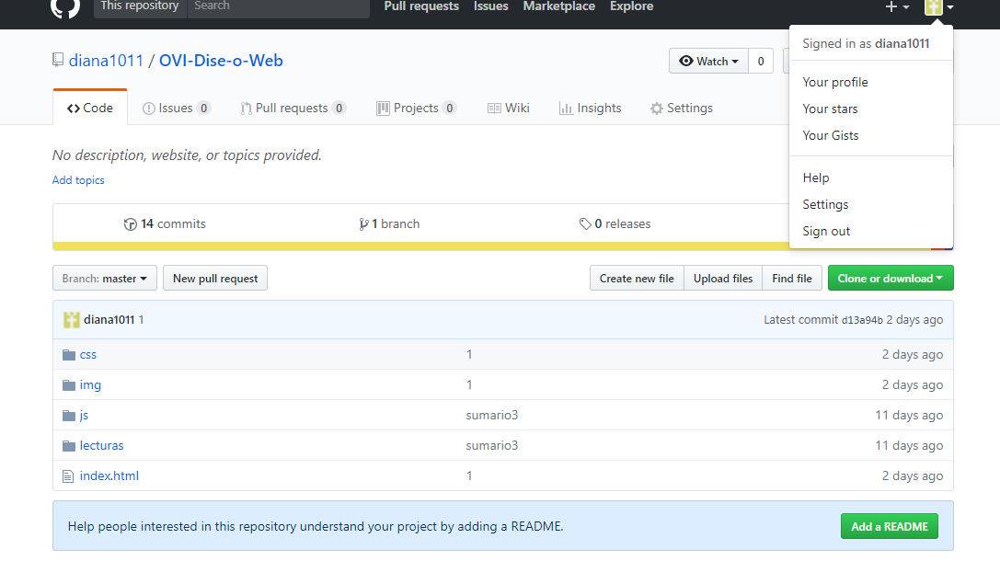 This repository Search Pull requests Issues Marketplace Explore
Signed in as diana1011
Your profile
Your stars
Your Gists
Help
Settings
Sign out
diana1011 / OVI-Dise-o-Web
Watch 0
Code Issues 0 Pull requests 0 Projects 0 Wiki Insights Settings
No description, website, or topics provided.
Add topics
14 commits 1 branch 0 releases
Branch: master New pull request Create new file Upload files Find file Clone or download
diana1011 1 Latest commit d13a94b 2 days ago
css 1 2 days ago
img 1 2 days ago
js sumario3 11 days ago
lecturas sumario3 11 days ago
index.html 1 2 days ago
Help people interested in this repository understand your project by adding a README. Add a README